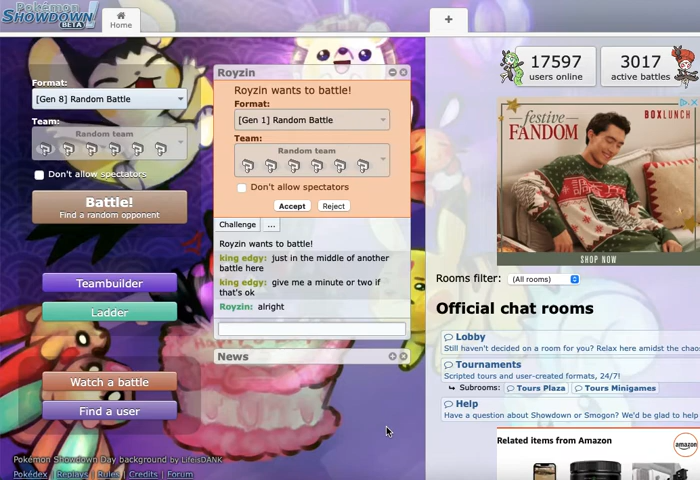 Pokémon
SHOWDOWN!
BETA
Home
+
Format:
[Gen 8] Random Battle
Team:
Random team
Don't allow spectators
Battle!
Find a random opponent
Teambuilder
Ladder
Watch a battle
Find a user
Pokémon Showdown Day background by LifeisDANK
Pokédex | Replays | Rules | Credits | Forum
Royzin
Royzin wants to battle!
Format:
[Gen 1] Random Battle
Team:
Random team
Don't allow spectators
Accept
Reject
Challenge
...
Royzin wants to battle!
king edgy: just in the middle of another
battle here
king edgy: give me a minute or two if
that's ok
Royzin: alright
News
17597
users online
3017
active battles
festive
FANDOM
BOXLUNCH
SHOP NOW
Rooms filter:
(All rooms)
Official chat rooms
Lobby
Still haven't decided on a room for you? Relax here amidst the chaos
Tournaments
Scripted tours and user-created formats, 24/7!
Subrooms: Tours Plaza Tours Minigames
Help
Have a question about Showdown or Smogon? We'd be glad to help
Related items from Amazon
amazon